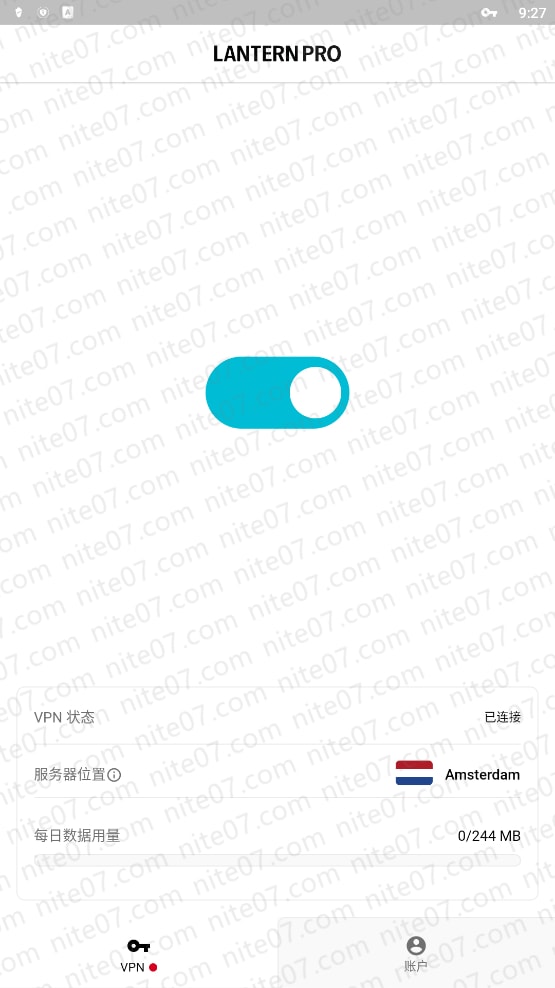 9:27
LANTERN PRO
VPN 状态
已连接
服务器位置
Amsterdam
每日数据用量
0/244 MB
VPN
账户
nite07.com